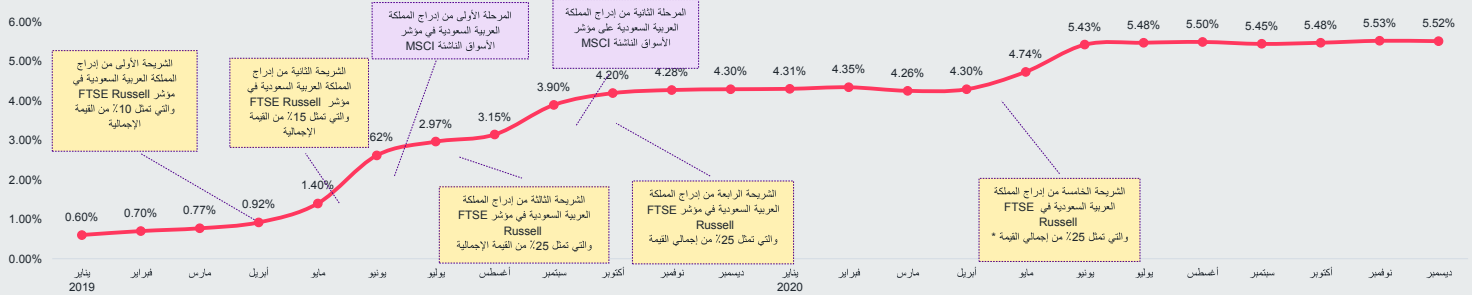 6.00%
5.00%
4.00%
3.00%
2.00%
1.00%
0.00%
المرحلة الأولى من إدراج المملكة
العربية السعودية في مؤشر
الأسواق الناشئة MSCI
المرحلة الثانية من إدراج المملكة
العربية السعودية على مؤشر
الأسواق الناشئة MSCI
الشريحة الأولى من إدراج
المملكة العربية السعودية في
مؤشر FTSE Russell
والتي تمثل 10٪ من القيمة
الإجمالية
الشريحة الثانية من إدراج
المملكة العربية السعودية في
مؤشر FTSE Russell
والتي تمثل 15٪ من القيمة
الإجمالية
الشريحة الثالثة من إدراج المملكة
العربية السعودية في مؤشر FTSE
Russell
والتي تمثل 25٪ من القيمة الإجمالية
الشريحة الرابعة من إدراج المملكة
العربية السعودية في مؤشر FTSE
Russell
والتي تمثل 25٪ من إجمالي القيمة
الشريحة الخامسة من إدراج المملكة
العربية السعودية في FTSE
Russell
والتي تمثل 25٪ من إجمالي القيمة *
0.60%
0.70%
0.77%
0.92%
1.40%
62%
2.97%
3.15%
3.90%
4.20%
4.28%
4.30%
4.31%
4.35%
4.26%
4.30%
4.74%
5.43%
5.48%
5.50%
5.45%
5.48%
5.53%
5.52%
يناير
فبراير
مارس
أبريل
مايو
يونيو
يوليو
أغسطس
سبتمبر
أكتوبر
نوفمبر
ديسمبر
يناير
فبراير
مارس
أبريل
مايو
يونيو
يوليو
أغسطس
سبتمبر
أكتوبر
نوفمبر
ديسمبر
2019
2020